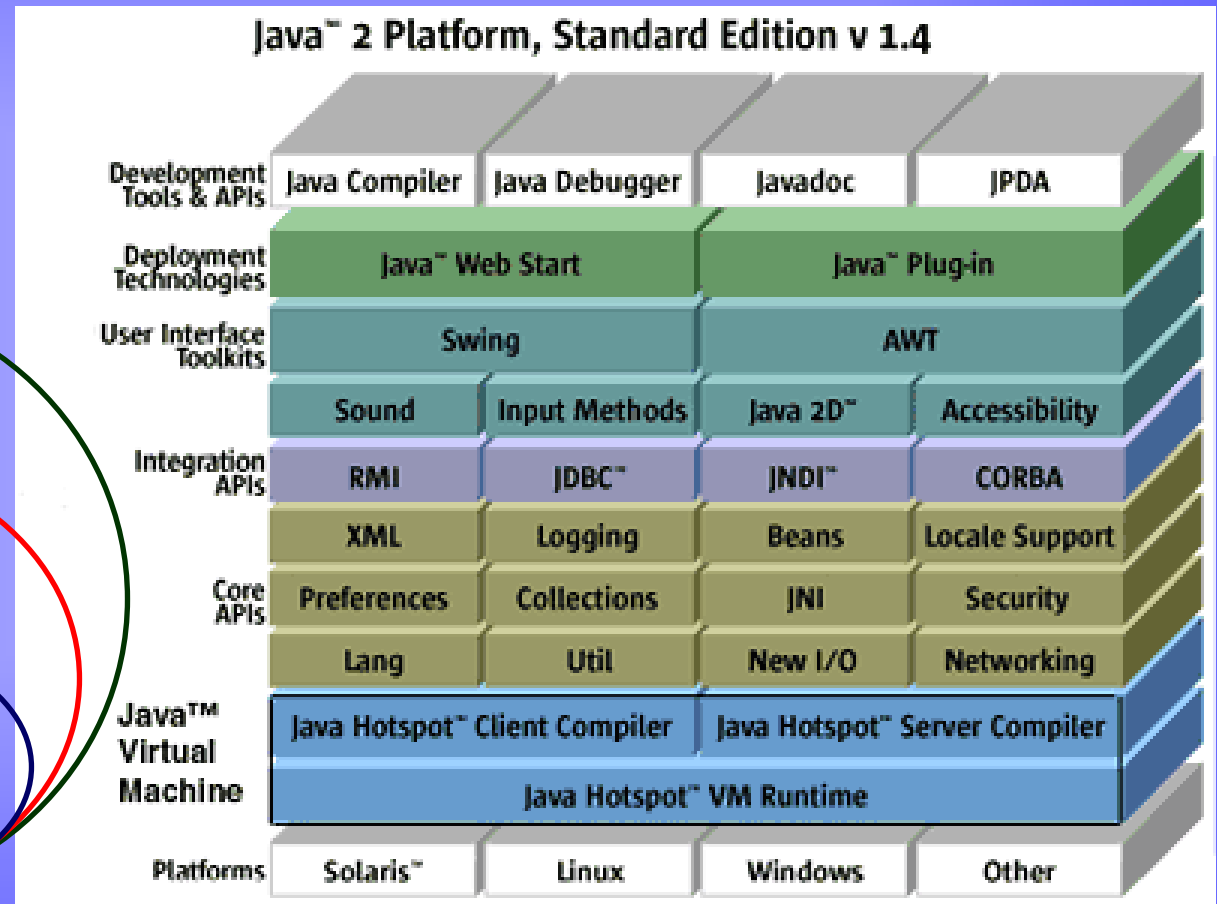 Java™ 2 Platform, Standard Edition v 1.4
Development
Tools & APIs
Java Compiler
Java Debugger
Javadoc
JPDA
Deployment
Technologies
Java™ Web Start
Java™ Plug-in
User Interface
Toolkits
Swing
AWT
Sound
Input Methods
Java 2D™
Accessibility
Integration
APIs
RMI
JDBC™
JNDI™
CORBA
XML
Logging
Beans
Locale Support
Core
APIs
Preferences
Collections
JNI
Security
Lang
Util
New I/O
Networking
Java™
Virtual
Machine
Java Hotspot™ Client Compiler
Java Hotspot™ Server Compiler
Java Hotspot™ VM Runtime
Platforms
Solaris™
Linux
Windows
Other